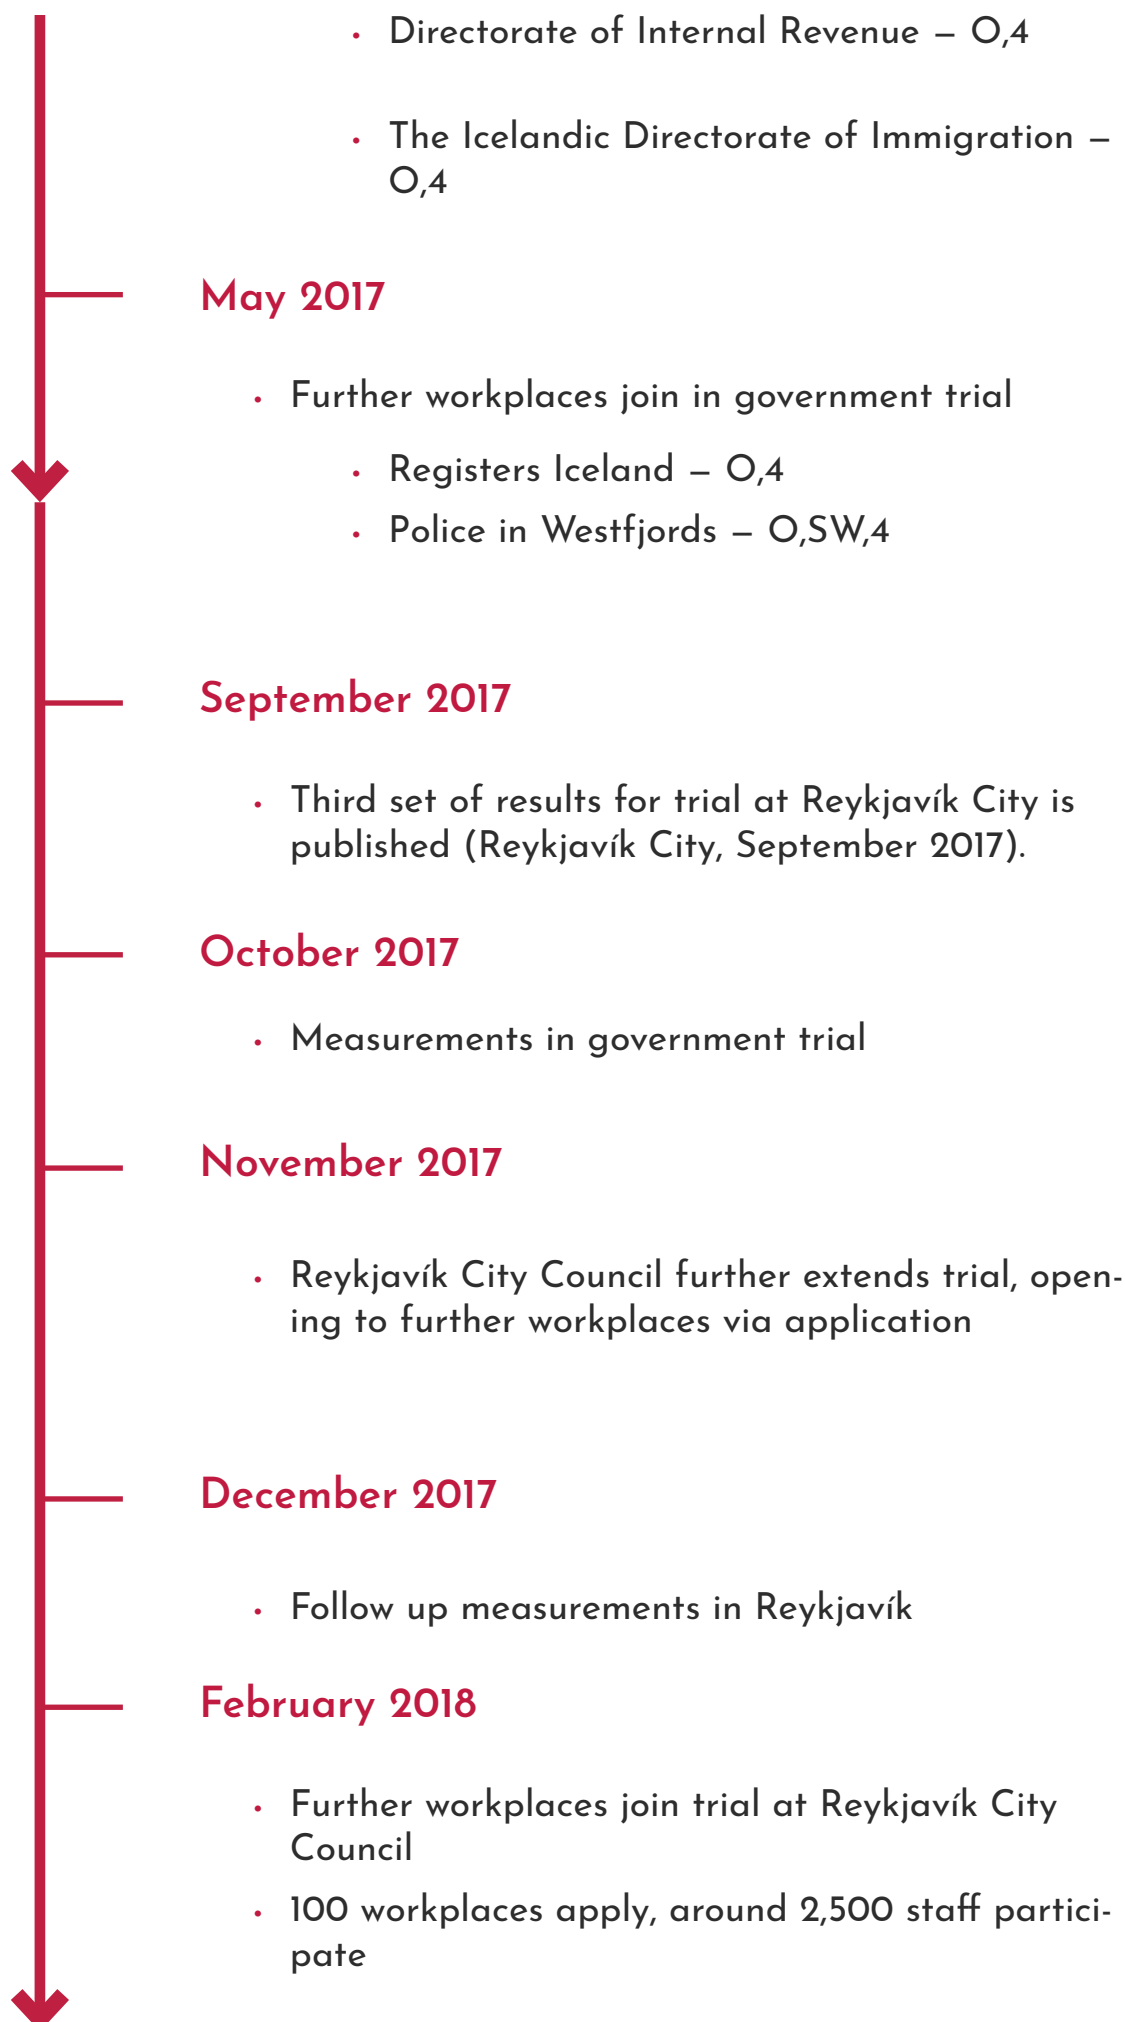 • Directorate of Internal Revenue – O,4
• The Icelandic Directorate of Immigration –
O,4
May 2017
• Further workplaces join in government trial
• Registers Iceland – O,4
• Police in Westfjords – O,SW,4
September 2017
• Third set of results for trial at Reykjavík City is
published (Reykjavík City, September 2017).
October 2017
• Measurements in government trial
November 2017
• Reykjavík City Council further extends trial, open-
ing to further workplaces via application
December 2017
• Follow up measurements in Reykjavík
February 2018
• Further workplaces join trial at Reykjavík City
Council
• 100 workplaces apply, around 2,500 staff partici-
pate